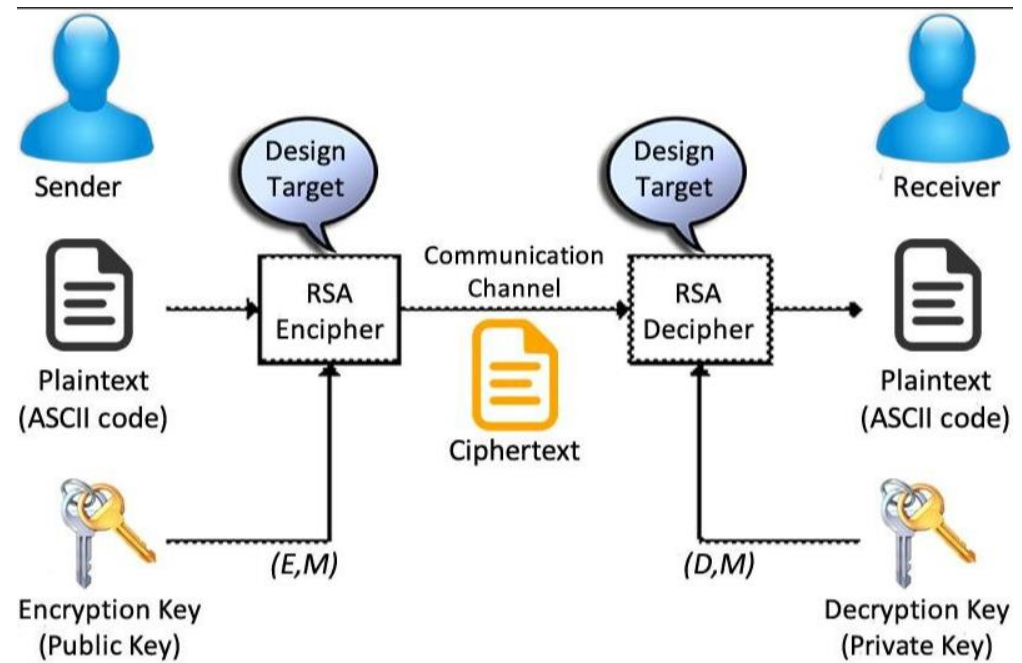 Sender
Design
Target
Design
Target
Receiver
Communication
Channel
RSA
Encipher
RSA
Decipher
Plaintext
(ASCII code)
Ciphertext
Plaintext
(ASCII code)
(E,M)
(D,M)
Encryption Key
(Public Key)
Decryption Key
(Private Key)